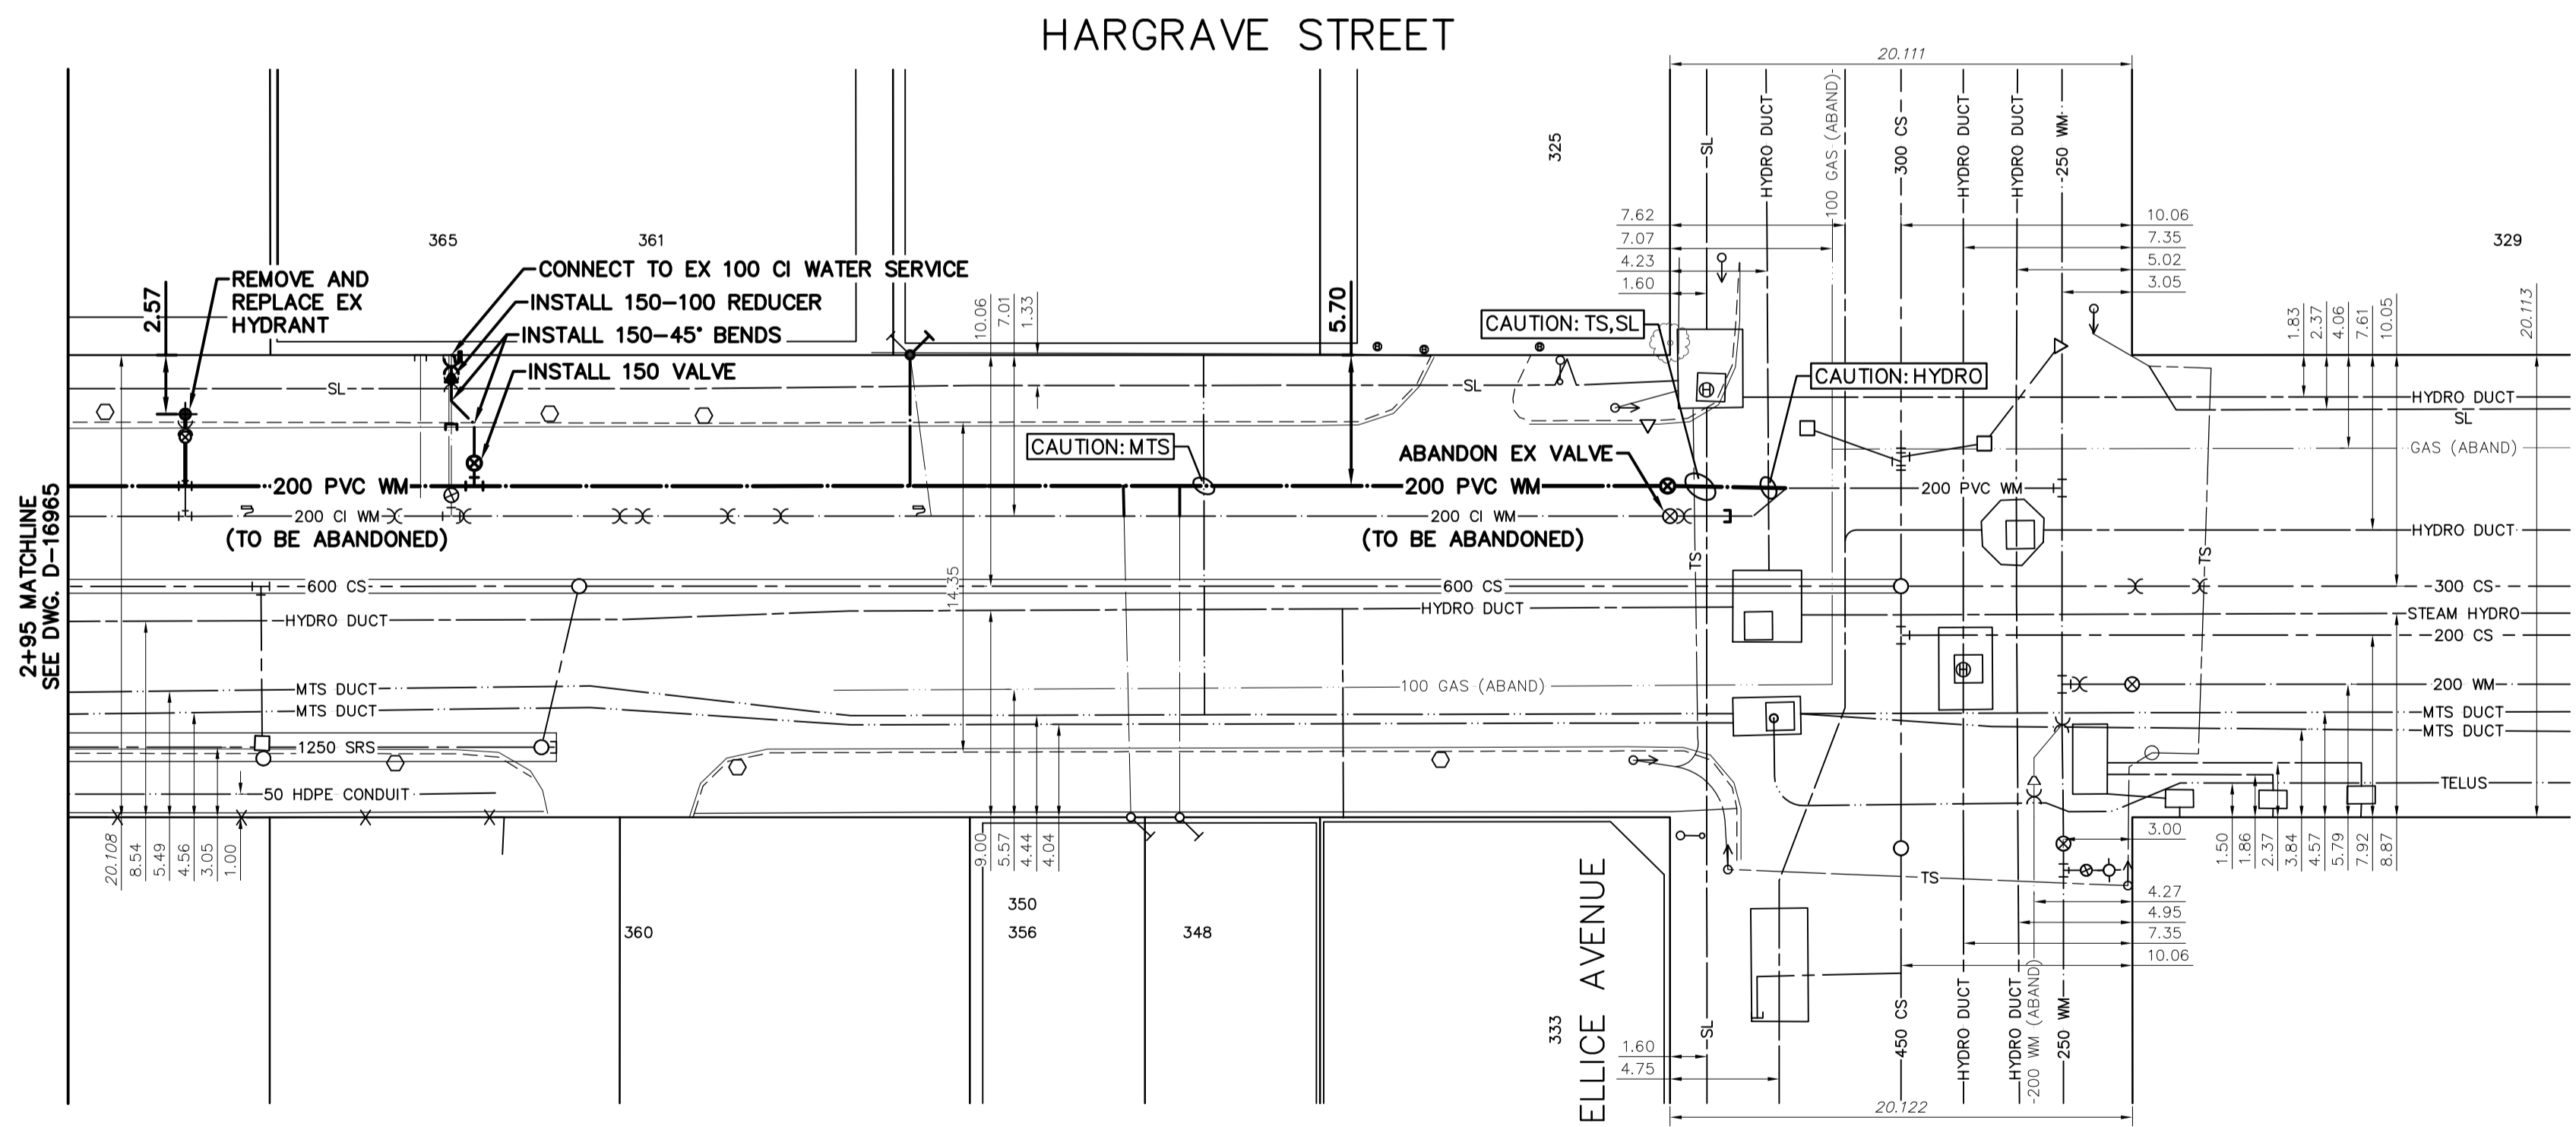 HARGRAVE STREET
20.111
325
SL
HYDRO DUCT
100 GAS (ABAND)
300 CS
HYDRO DUCT
HYDRO DUCT
250 WM
365
361
329
7.62
7.07
4.23
1.60
10.06
7.35
5.02
3.05
REMOVE AND
REPLACE EX
HYDRANT
2.57
CONNECT TO EX 100 CI WATER SERVICE
INSTALL 150-100 REDUCER
INSTALL 150-45° BENDS
INSTALL 150 VALVE
10.06
7.01
1.33
5.70
CAUTION: TS,SL
CAUTION: HYDRO
1.83
2.37
4.06
7.61
10.05
20.113
SL
SL
HYDRO DUCT
SL
GAS (ABAND)
CAUTION: MTS
ABANDON EX VALVE
200 PVC WM
200 PVC WM
200 PVC WM
200 CI WM
(TO BE ABANDONED)
200 CI WM
(TO BE ABANDONED)
HYDRO DUCT
2+95 MATCHLINE
SEE DWG. D-16965
TS
TS
14.35
600 CS
600 CS
300 CS
HYDRO DUCT
HYDRO DUCT
STEAM HYDRO
200 CS
MTS DUCT
100 GAS (ABAND)
200 WM
MTS DUCT
MTS DUCT
MTS DUCT
1250 SRS
50 HDPE CONDUIT
TELUS
20.108
8.54
5.49
4.56
3.05
1.00
9.00
5.57
4.44
4.04
3.00
1.50
1.86
2.37
3.84
4.57
5.79
7.92
8.87
TS
4.27
4.95
7.35
10.06
350
356
360
348
ELLICE AVENUE
333
SL
450 CS
HYDRO DUCT
HYDRO DUCT
200 WM (ABAND)
250 WM
1.60
4.75
20.122